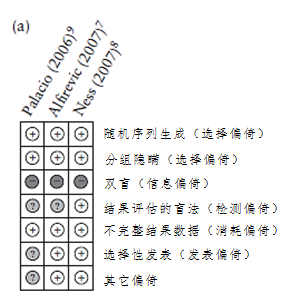 (a)
Palacio (2006)⁹
Alfirevic (2007)⁷
Ness (2007)⁸
+ + + 随机序列生成（选择偏倚）
+ + + 分组隐瞒（选择偏倚）
− − − 双盲（信息偏倚）
? ? + 结果评估的盲法（检测偏倚）
+ + + 不完整结果数据（消耗偏倚）
? + + 选择性发表（发表偏倚）
? + + 其它偏倚